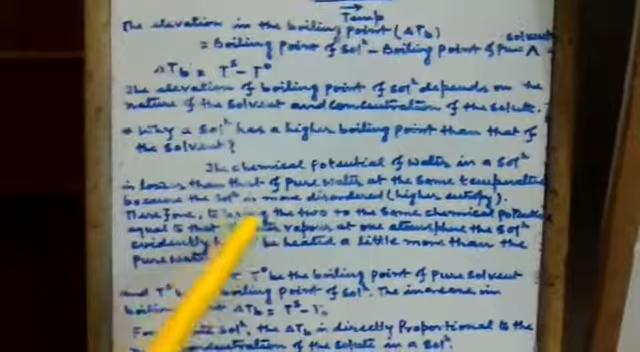 Temp
The elevation in the boiling point (ΔTb)
= Boiling point of Solⁿ - Boiling point of Pure ^ solvent
ΔTb = Tˢ - T°
The elevation of boiling point of Solⁿ depends on the
nature of the Solvent and concentration of the solute.
* Why a Solⁿ has a higher boiling point than that of
the Solvent?
The chemical potential of water in a Solⁿ
is lower than that of Pure water at the same temperature
because the Solⁿ is more disordered (higher entropy).
Therefore, to bring the two to the same chemical potential
equal to that vapour at one atmosphere the Solⁿ
evidently be heated a little more than the
Pure water
T° be the boiling point of pure solvent
and Tˢ boiling point of Solⁿ. The increase in
boiling ΔTb = Tˢ - T°
For Solⁿ, the ΔTb is directly Proportional to the
concentration of the solute in a Solⁿ.